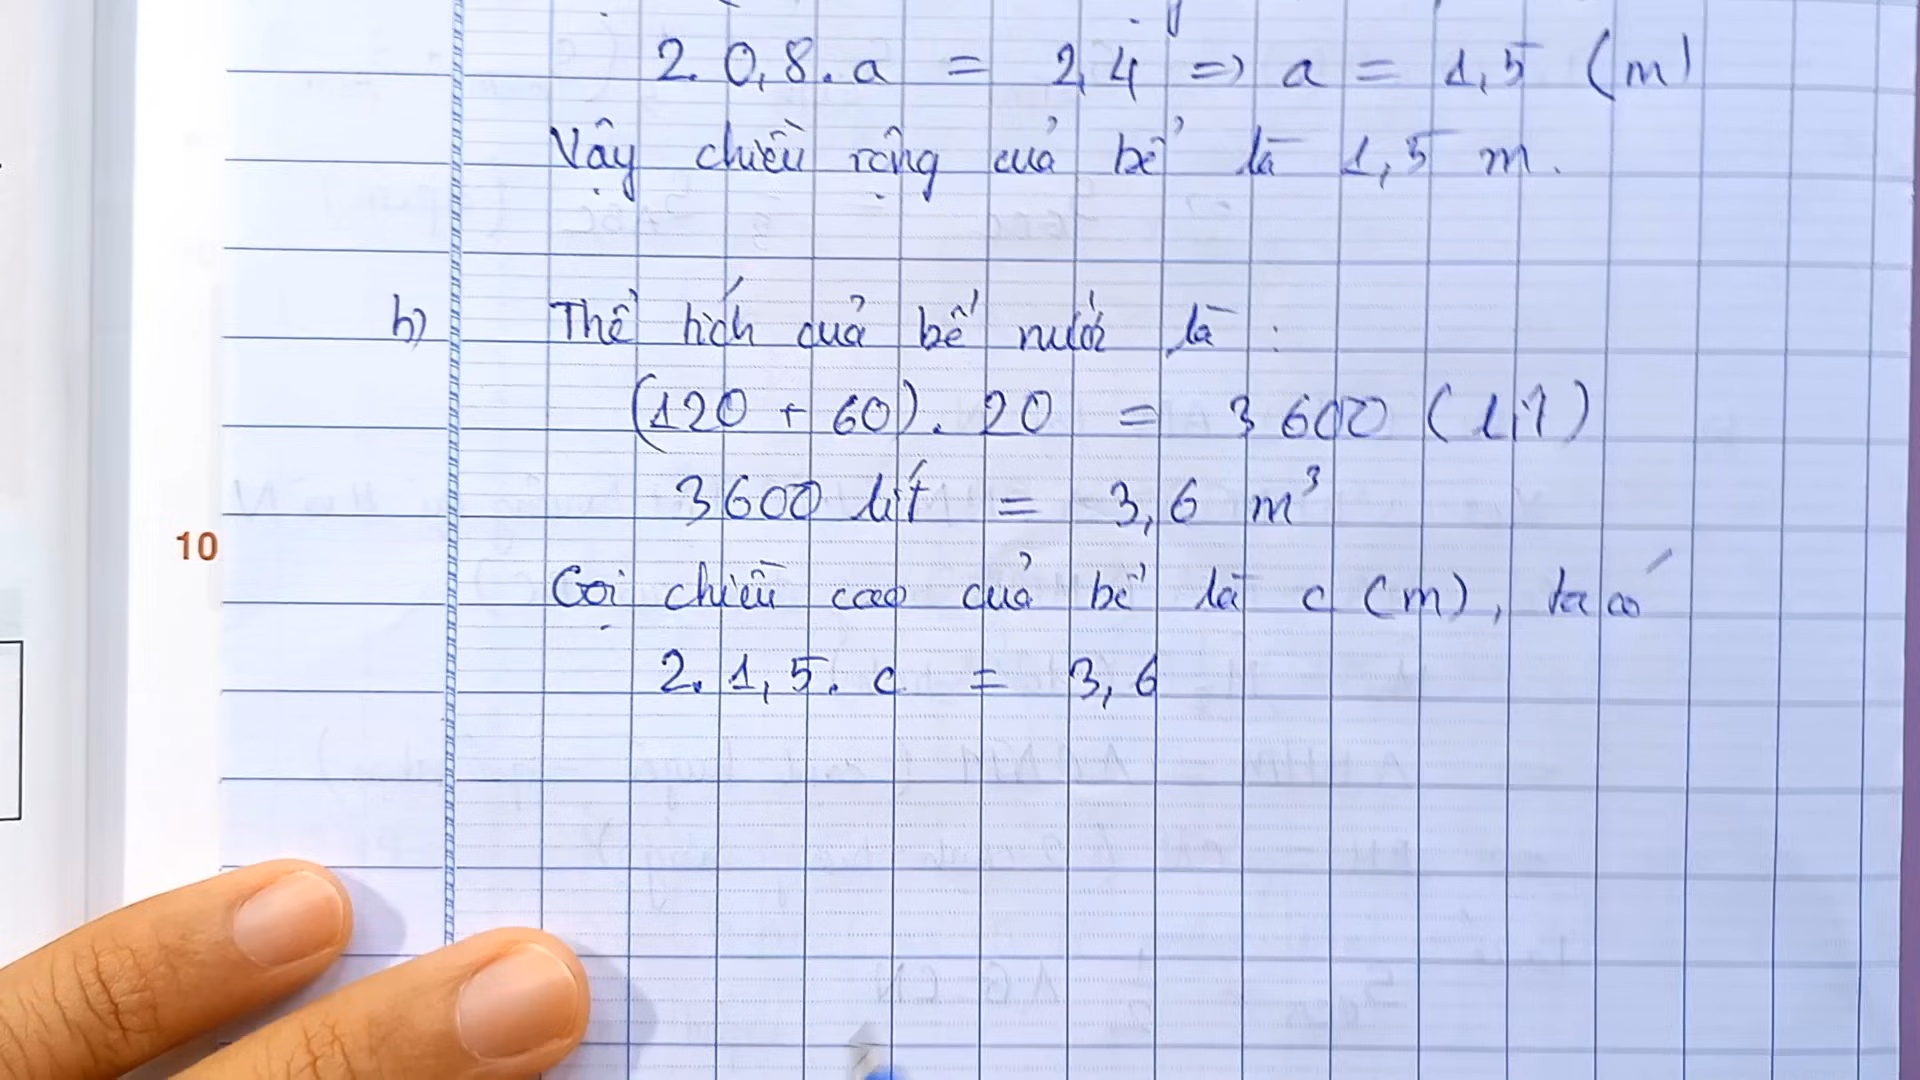 2. 0,8. a = 2,4 => a = 1,5 (m)
Vậy chiều rộng của bể là 1,5 m.
b) Thể tích của bể nước là:
(120 + 60). 20 = 3600 (lít)
3600 lít = 3,6 m³
10
Gọi chiều cao của bể là c (m), ta có
2. 1,5. c = 3,6